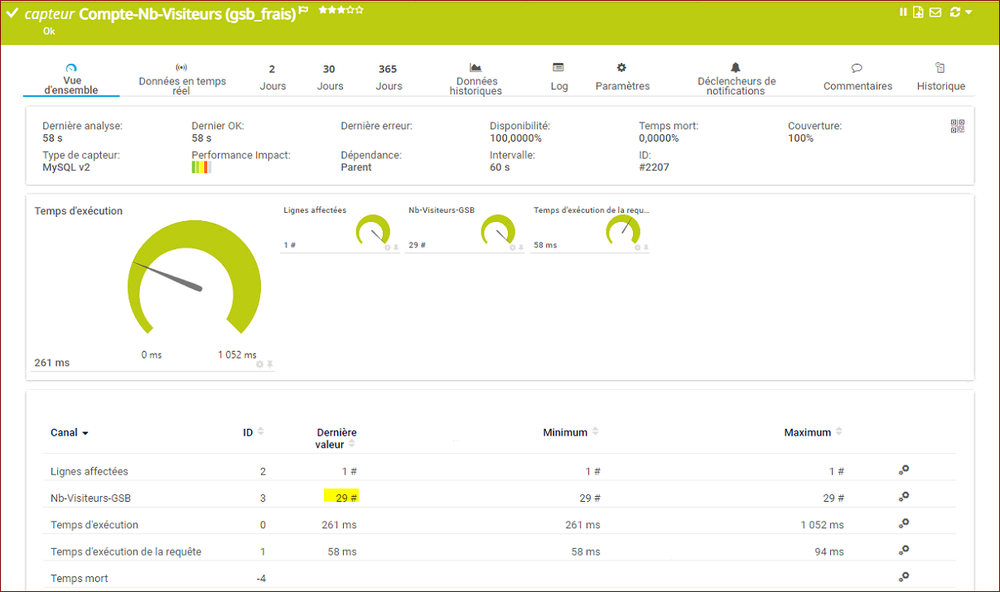 capteur Compte-Nb-Visiteurs (gsb_frais)
Ok
Vue d'ensemble
Données en temps réel
2 Jours
30 Jours
365 Jours
Données historiques
Log
Paramètres
Déclencheurs de notifications
Commentaires
Historique
Dernière analyse:
58 s
Dernier OK:
58 s
Dernière erreur:
Disponibilité:
100,0000%
Temps mort:
0,0000%
Couverture:
100%
Type de capteur:
MySQL v2
Performance Impact:
Dépendance:
Parent
Intervalle:
60 s
ID:
#2207
Temps d'exécution
0 ms
1 052 ms
261 ms
Lignes affectées
1 #
Nb-Visiteurs-GSB
29 #
Temps d'exécution de la requ...
58 ms
Canal ID Dernière valeur Minimum Maximum
Lignes affectées 2 1 # 1 # 1 #
Nb-Visiteurs-GSB 3 29 # 29 # 29 #
Temps d'exécution 0 261 ms 261 ms 1 052 ms
Temps d'exécution de la requête 1 58 ms 58 ms 94 ms
Temps mort -4